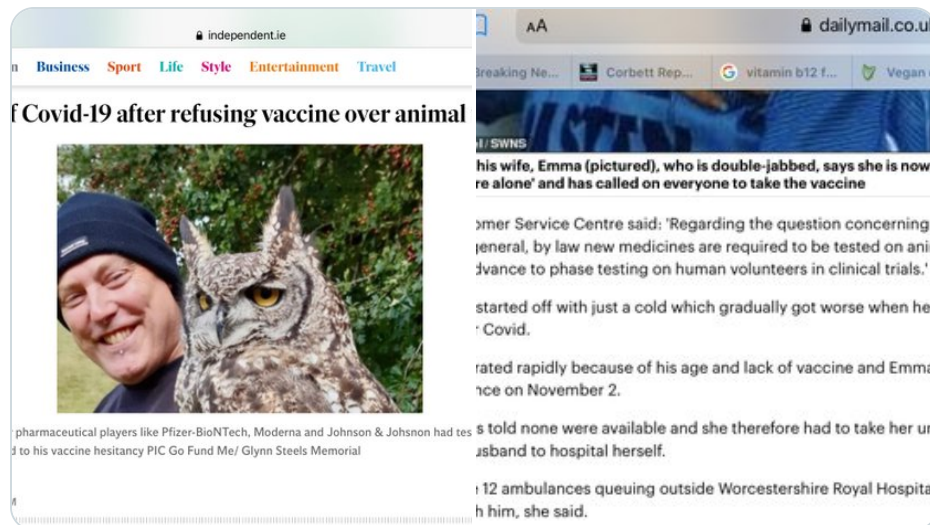 independent.ie
Business Sport Life Style Entertainment Travel
f Covid-19 after refusing vaccine over animal
pharmaceutical players like Pfizer-BioNTech, Moderna and Johnson & Johsnon had tes
d to his vaccine hesitancy PIC Go Fund Me/ Glynn Steels Memorial
AA dailymail.co.u
Breaking Ne... Corbett Rep... vitamin b12 f... Vegan
l / SWNS
his wife, Emma (pictured), who is double-jabbed, says she is now
re alone' and has called on everyone to take the vaccine
omer Service Centre said: 'Regarding the question concerning
general, by law new medicines are required to be tested on ani
dvance to phase testing on human volunteers in clinical trials.'
started off with just a cold which gradually got worse when he
r Covid.
rated rapidly because of his age and lack of vaccine and Emma
nce on November 2.
s told none were available and she therefore had to take her un
usband to hospital herself.
12 ambulances queuing outside Worcestershire Royal Hospita
h him, she said.